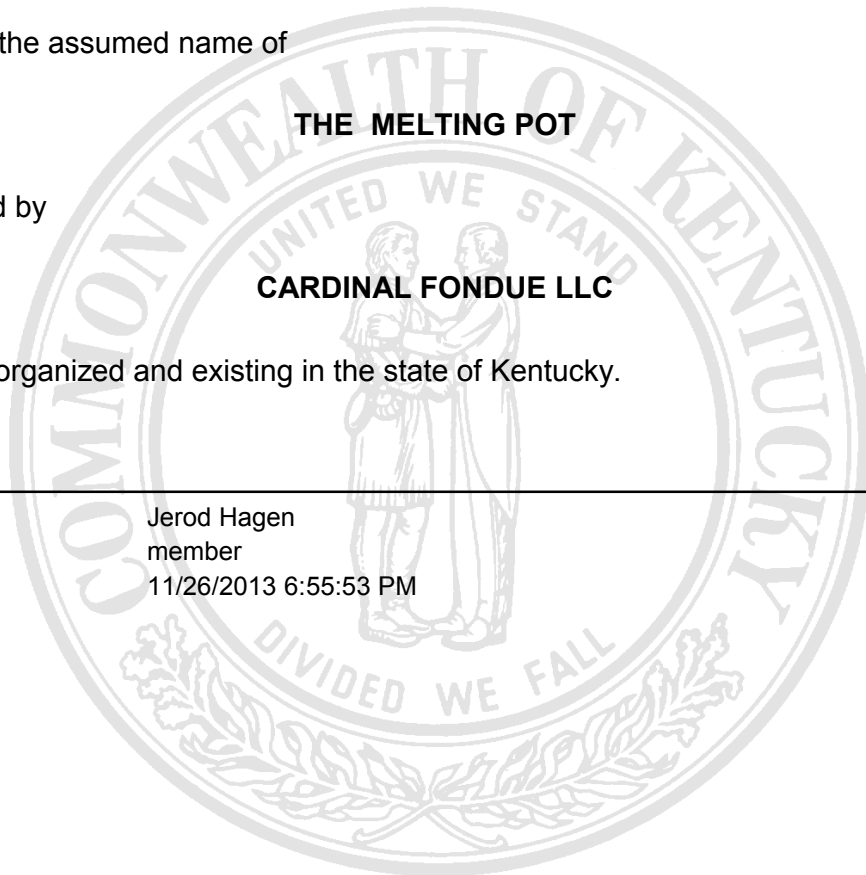 the assumed name of
THE MELTING POT
d by
CARDINAL FONDUE LLC
organized and existing in the state of Kentucky.
Jerod Hagen
member
11/26/2013 6:55:53 PM
COMMONWEALTH OF KENTUCKY
UNITED WE STAND
DIVIDED WE FALL